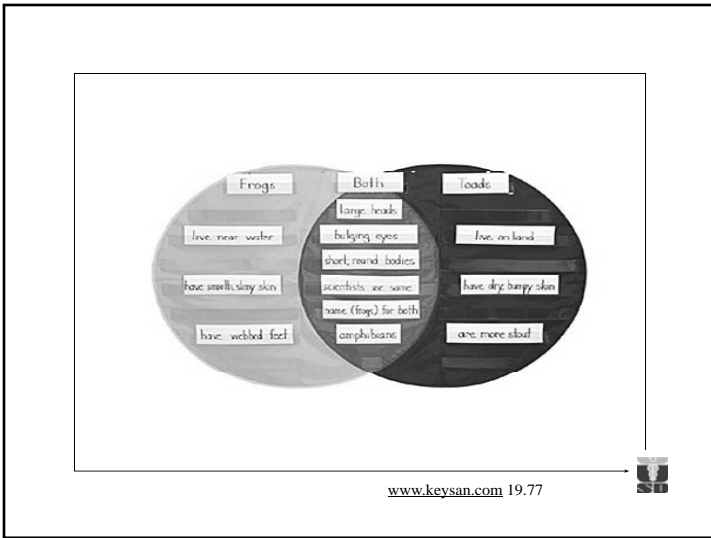 Frogs
live near water
have smooth, slimy skin
have webbed feet
Both
large heads
bulging eyes
short, round bodies
scientists use same
name (frogs) for both
amphibians
Toads
live on land
have dry, bumpy skin
are more stout
www.keysan.com 19.77
SSD